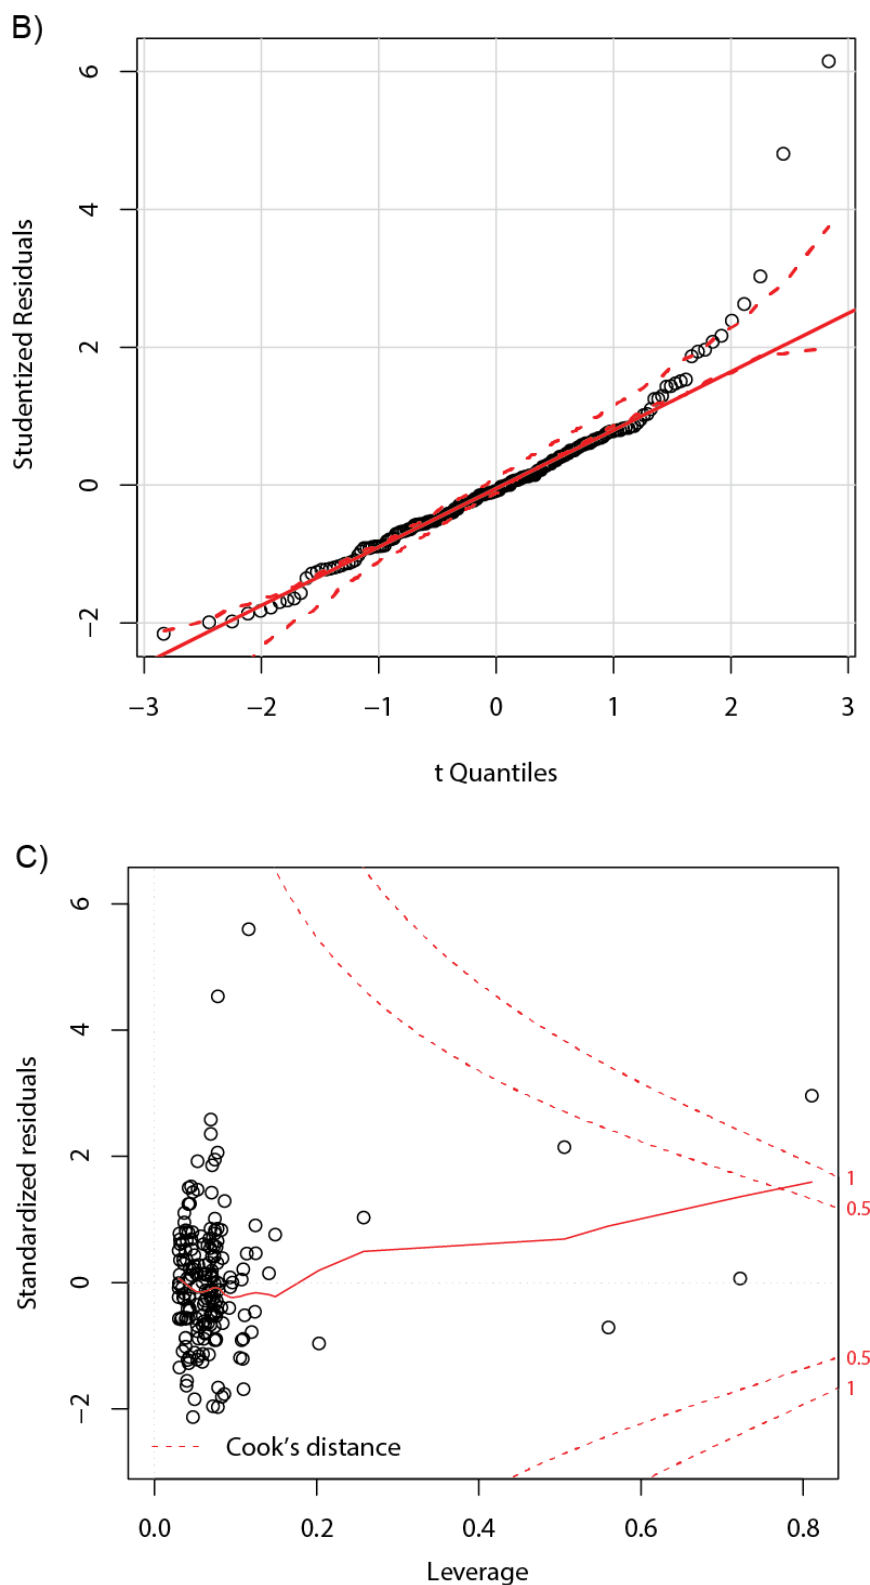 B)
Studentized Residuals
6
4
2
0
−2
−3 −2 −1 0 1 2 3
t Quantiles
C)
Standardized residuals
6
4
2
0
−2
1
0.5
0.5
1
Cook's distance
0.0 0.2 0.4 0.6 0.8
Leverage